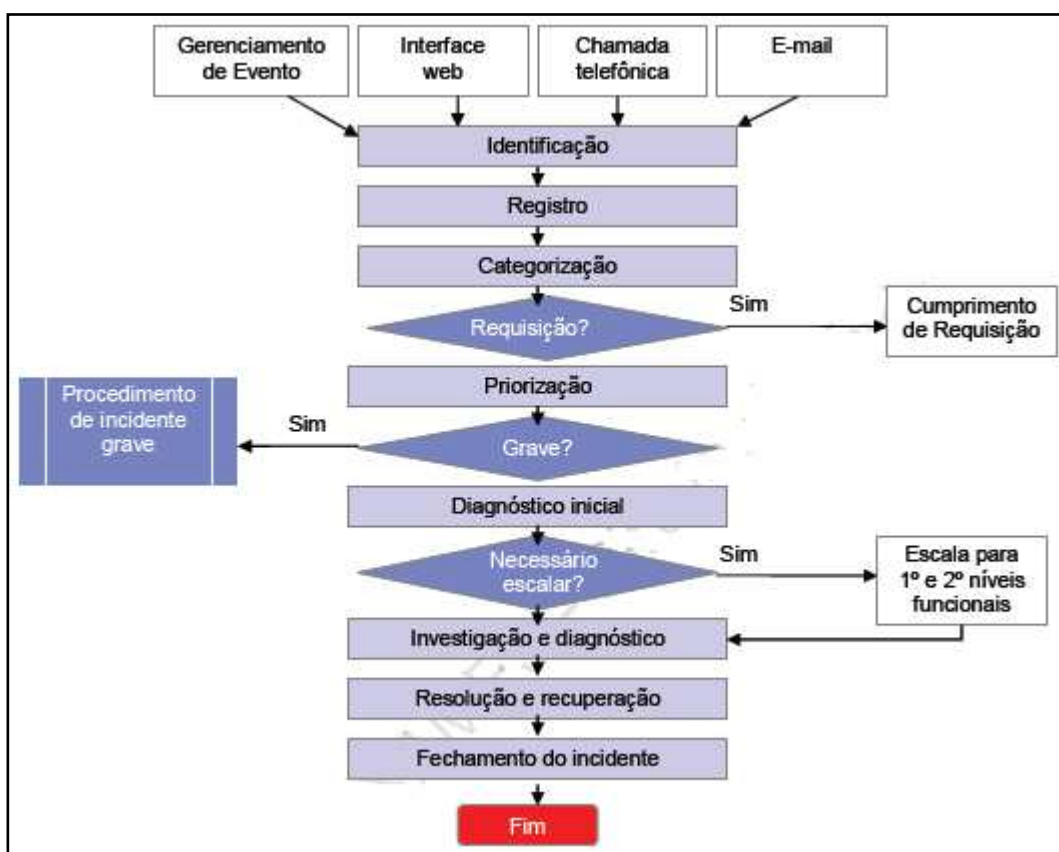 Gerenciamento
de Evento
Interface
web
Chamada
telefônica
E-mail
Identificação
Registro
Categorização
Requisição?
Sim
Cumprimento
de Requisição
Priorização
Procedimento
de incidente
grave
Sim
Grave?
Diagnóstico inicial
Necessário
escalar?
Sim
Escala para
1º e 2º níveis
funcionais
Investigação e diagnóstico
Resolução e recuperação
Fechamento do incidente
Fim